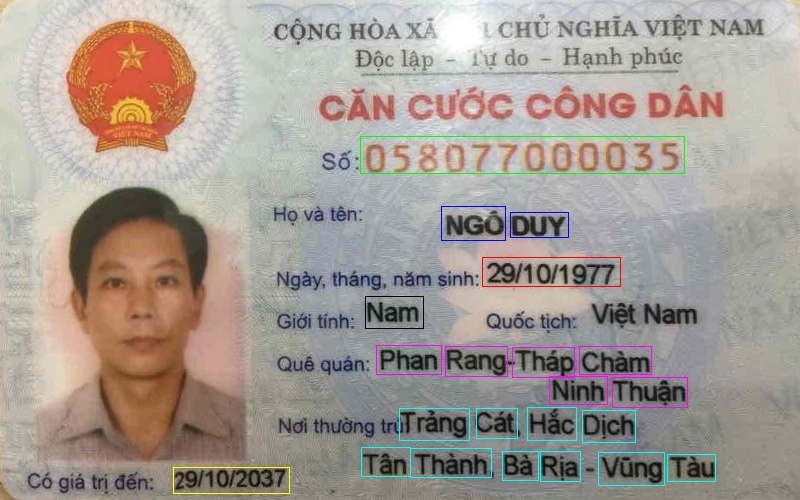 CỘNG HÒA XÃ CHỦ NGHĨA VIỆT NAM
Độc lập - Tự do - Hạnh phúc
CĂN CƯỚC CÔNG DÂN
Số: 058077000035
Họ và tên: NGÔ DUY
Ngày, tháng, năm sinh: 29/10/1977
Giới tính: Nam Quốc tịch: Việt Nam
Quê quán: Phan Rang-Tháp Chàm
Ninh Thuận
Nơi thường trú: Trảng Cát, Hắc Dịch
Tân Thành, Bà Rịa - Vũng Tàu
Có giá trị đến: 29/10/2037